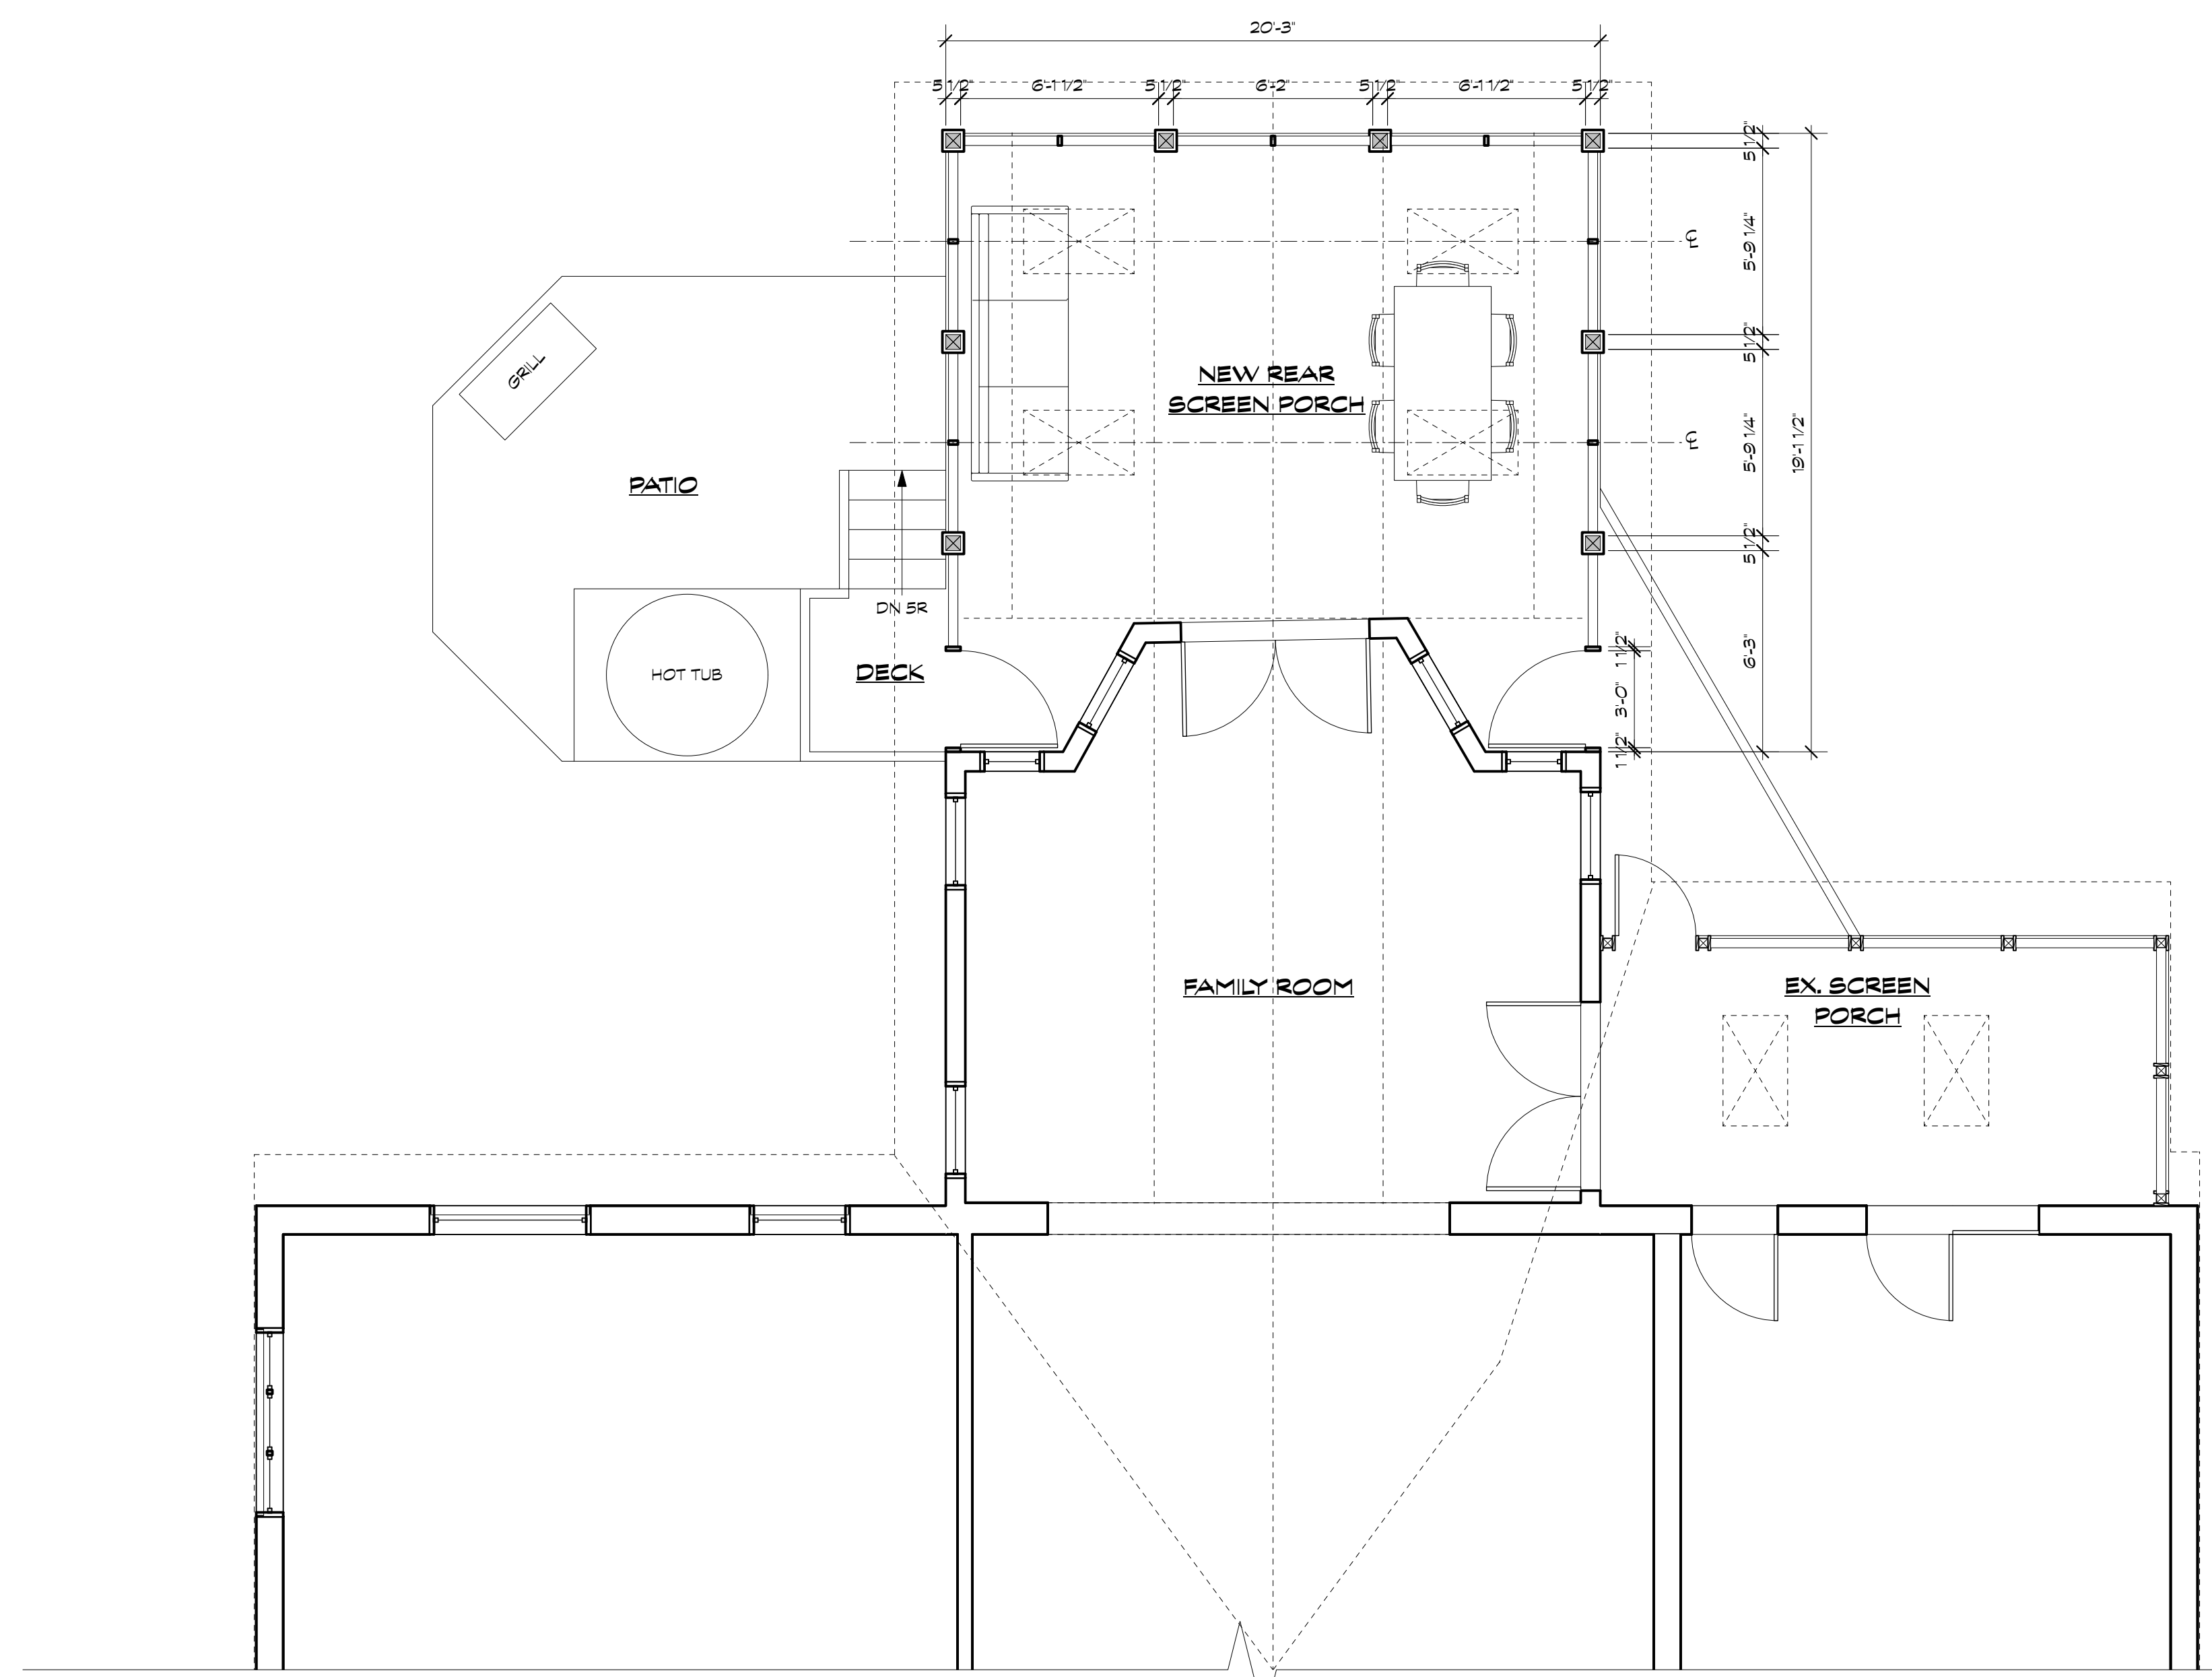 20'-3"
5 1/2"
6'-1 1/2"
5 1/2"
6'-2"
5 1/2"
6'-1 1/2"
5 1/2"
5 1/2"
5'-9 1/4"
5 1/2"
5'-9 1/4"
5 1/2"
19'-1 1/2"
6'-3"
1 1/2"
3'-0"
1 1/2"
CL
CL
GRILL
NEW REAR
SCREEN PORCH
PATIO
DN 5R
HOT TUB
DECK
FAMILY ROOM
EX. SCREEN
PORCH